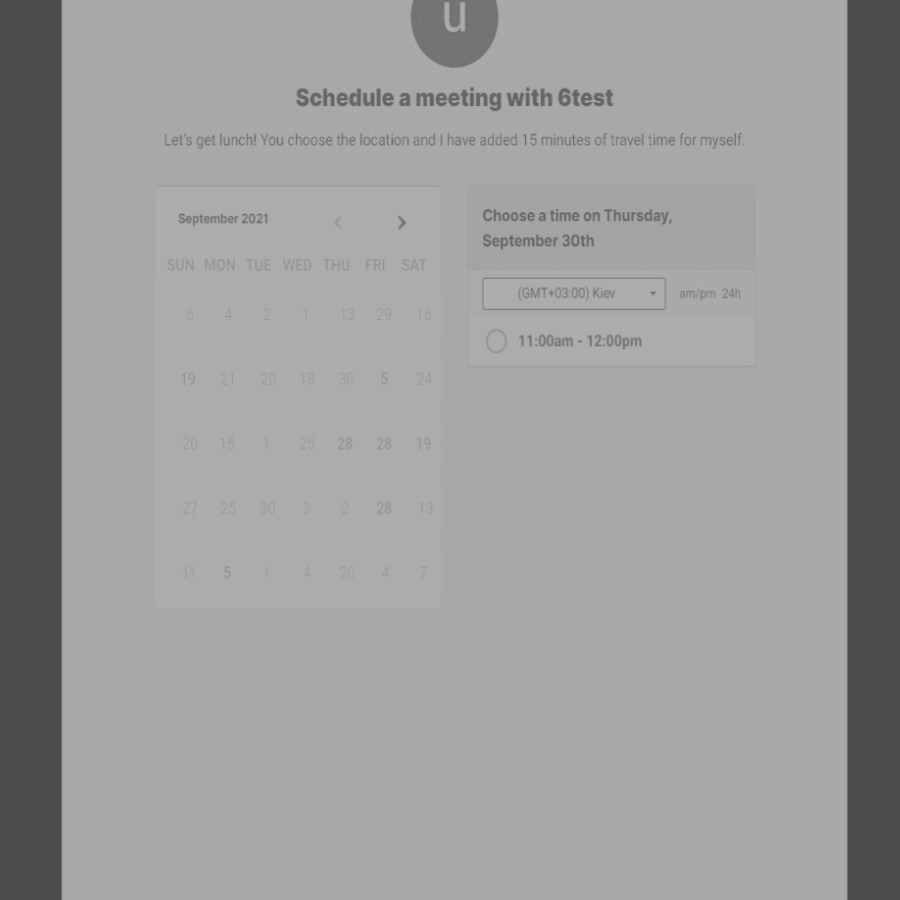 u
Schedule a meeting with 6test
Let's get lunch! You choose the location and I have added 15 minutes of travel time for myself.
September 2021
SUN MON TUE WED THU FRI SAT
6 4 2 1 13 29 16
19 21 20 18 30 5 24
20 15 1 25 28 28 19
27 25 30 3 2 28 13
11 5 1 4 20 4 7
Choose a time on Thursday,
September 30th
(GMT+03:00) Kiev
am/pm 24h
11:00am - 12:00pm